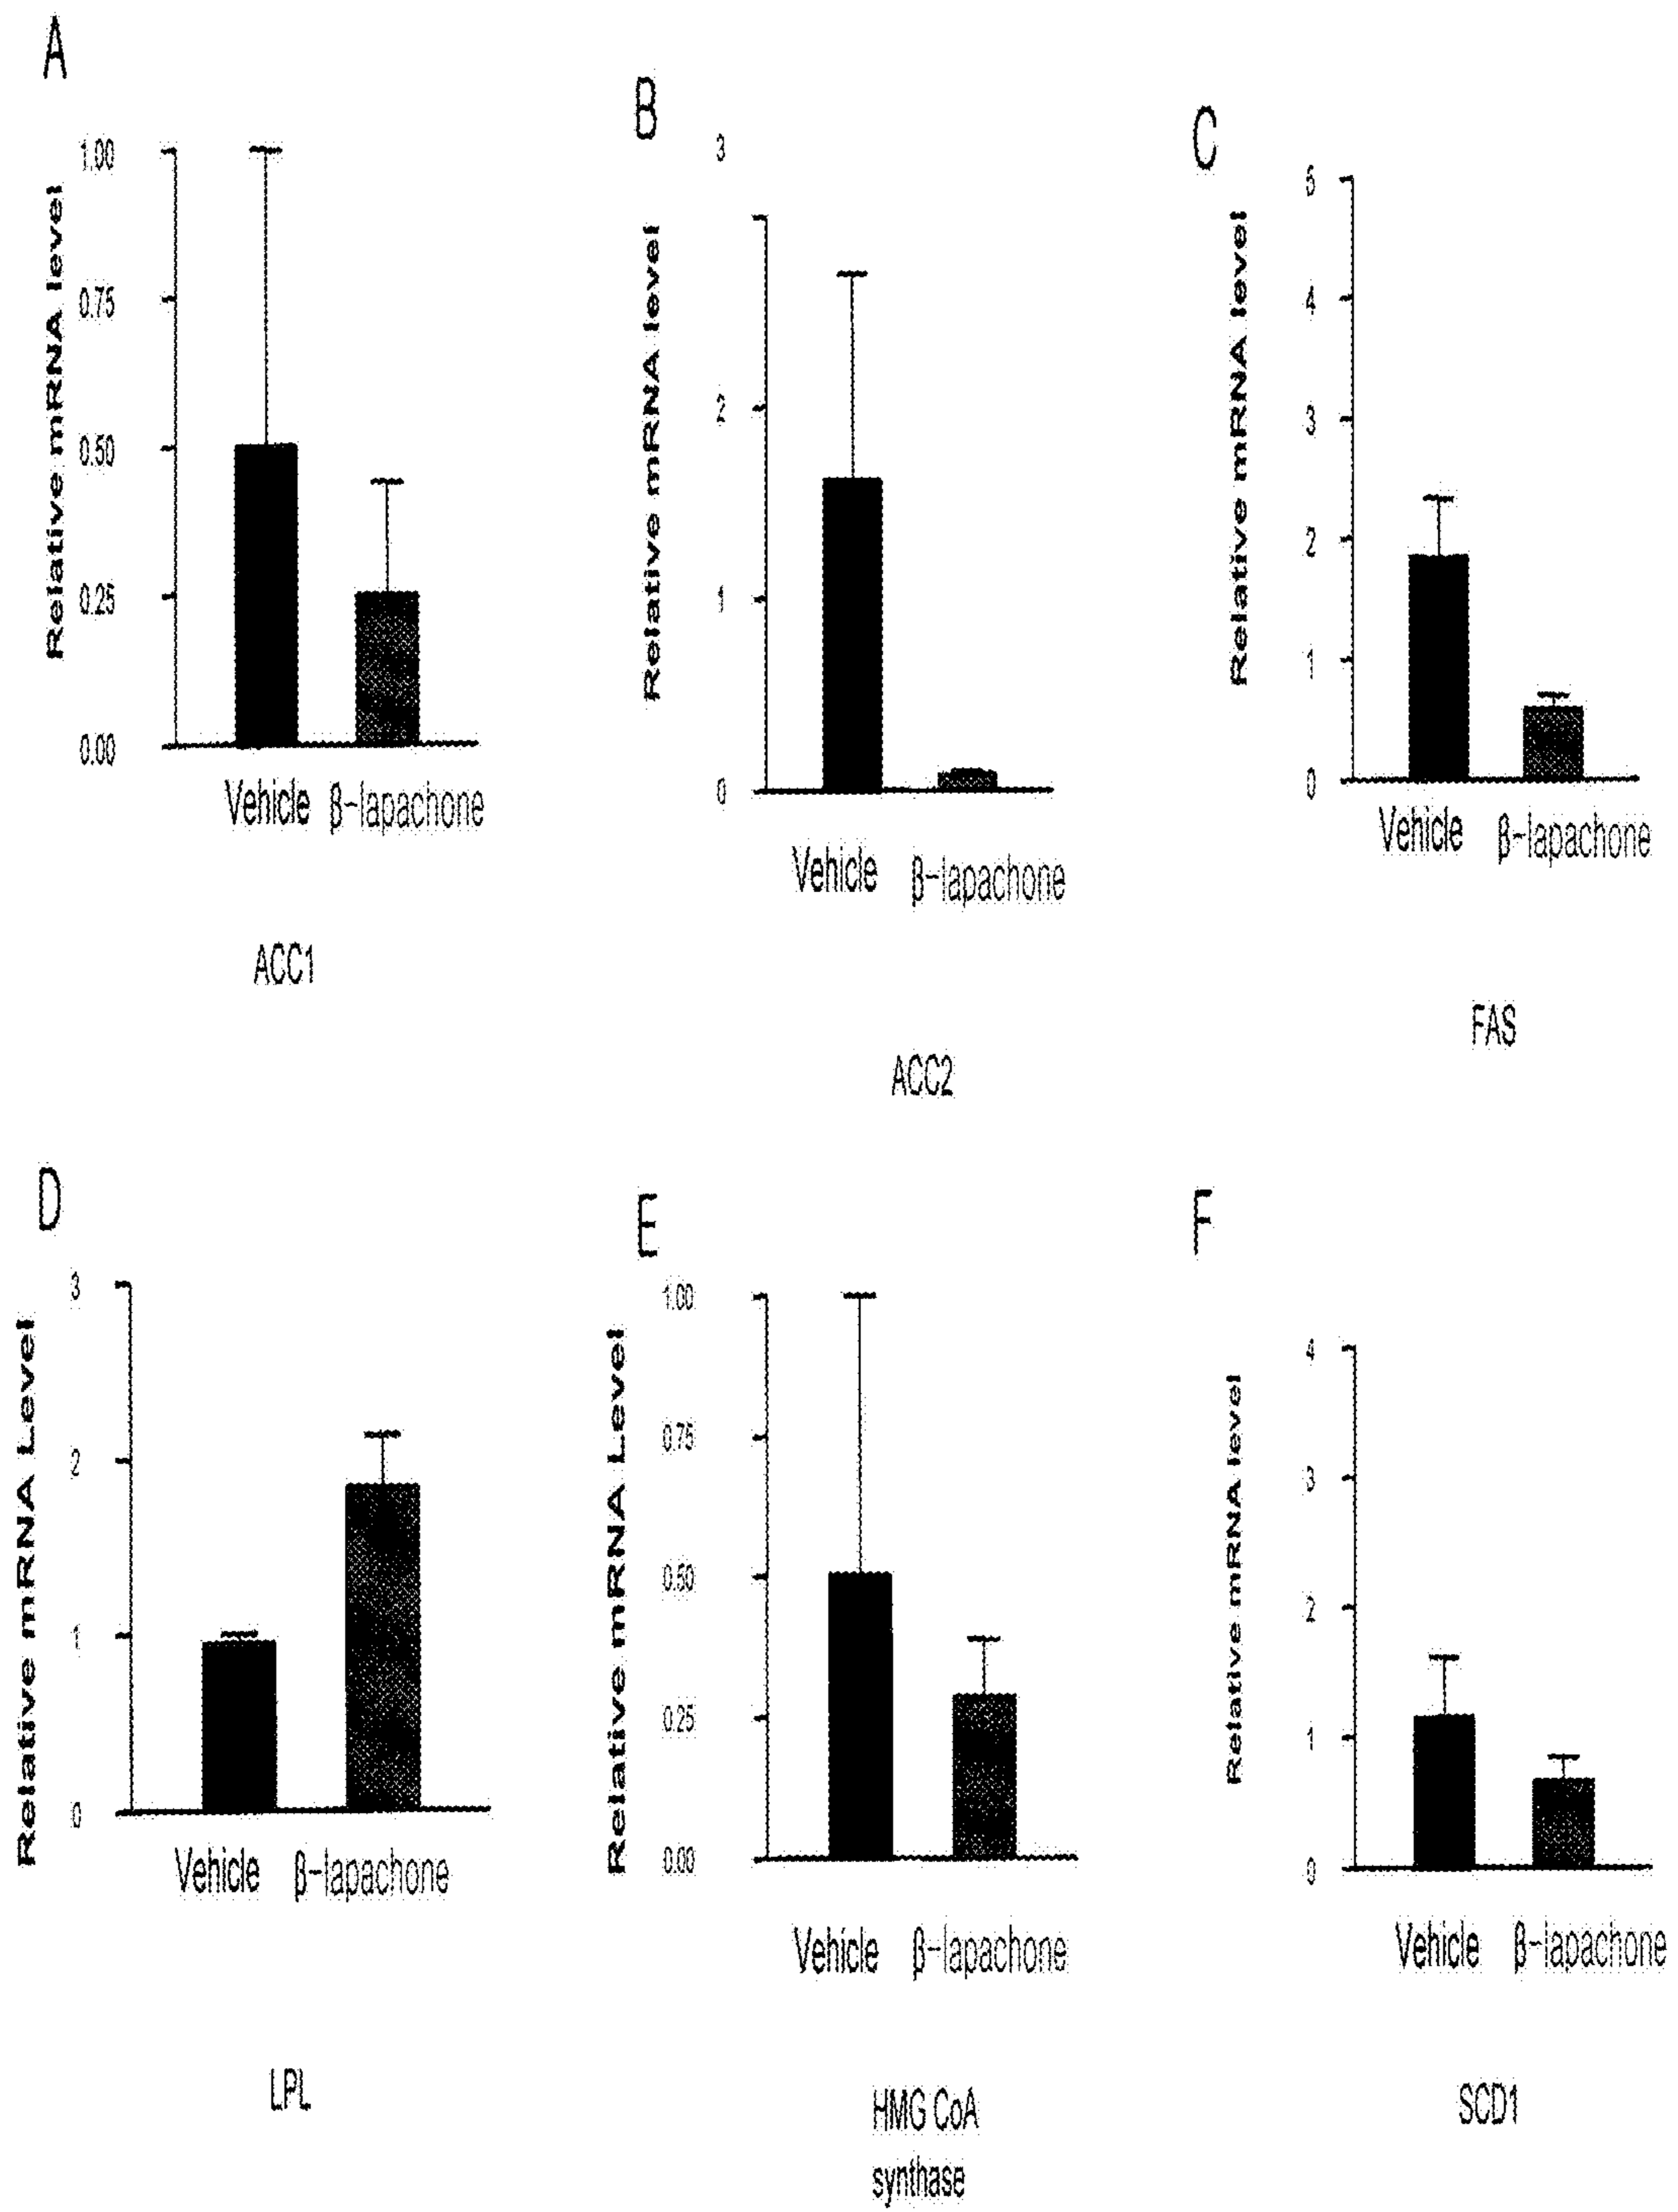 A
Relative mRNA level
1.00
0.75
0.50
0.25
0.00
Vehicle β-lapachone
ACC1
B
Relative mRNA level
3
2
1
0
Vehicle β-lapachone
ACC2
C
Relative mRNA level
5
4
3
2
1
0
Vehicle β-lapachone
FAS
D
Relative mRNA Level
3
2
1
0
Vehicle β-lapachone
LPL
E
Relative mRNA Level
1.00
0.75
0.50
0.25
0.00
Vehicle β-lapachone
HMG CoA
synthase
F
Relative mRNA level
4
3
2
1
0
Vehicle β-lapachone
SCD1